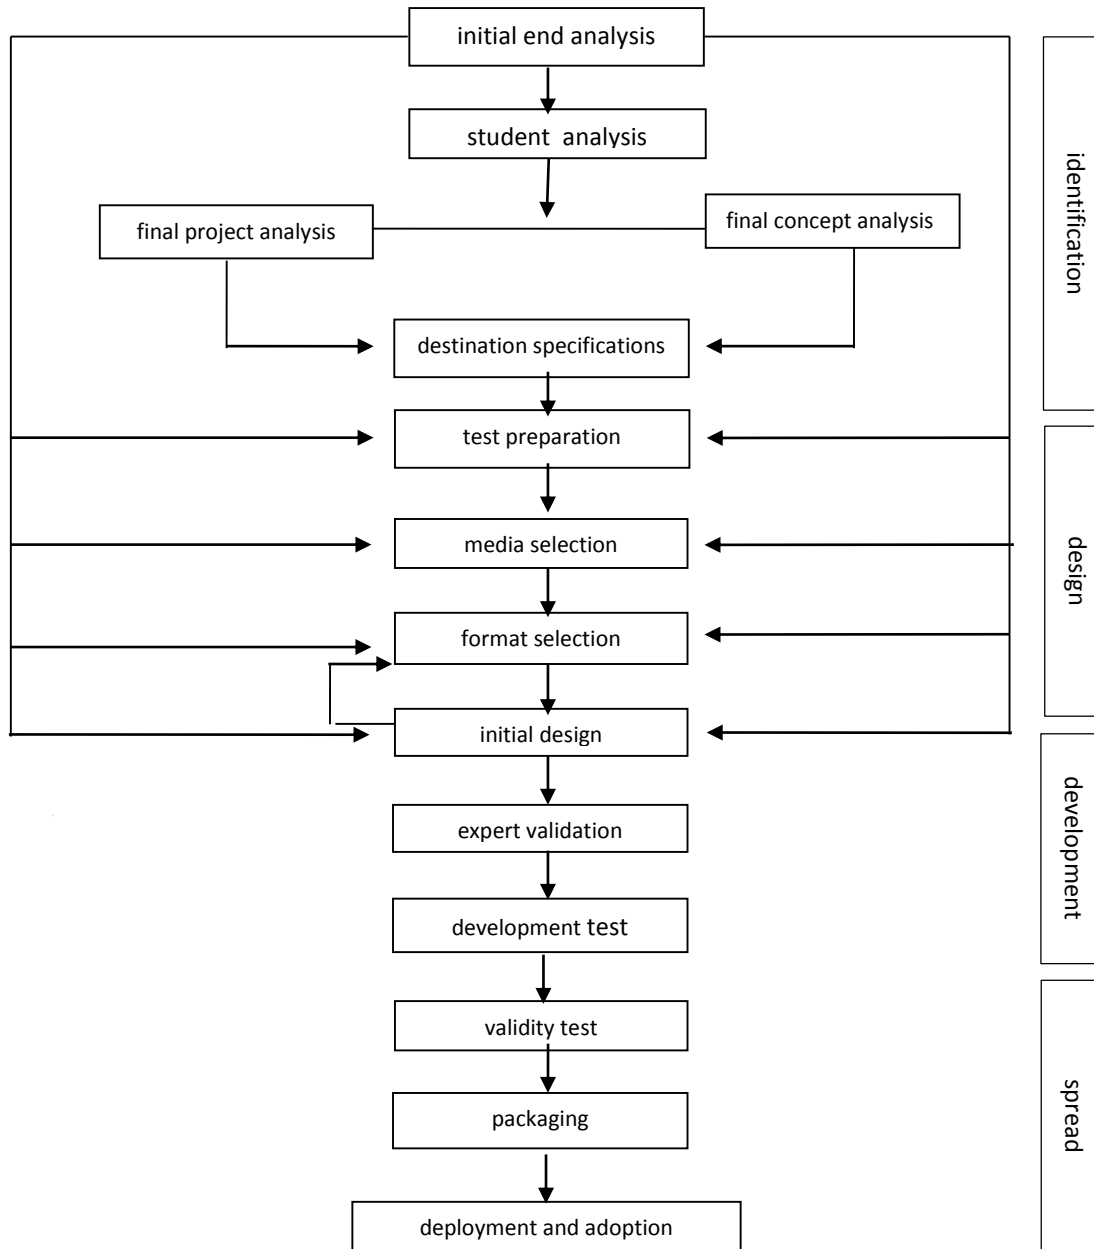 initial end analysis
student analysis
final project analysis
final concept analysis
destination specifications
test preparation
media selection
format selection
initial design
expert validation
development test
validity test
packaging
deployment and adoption
identification
design
development
spread